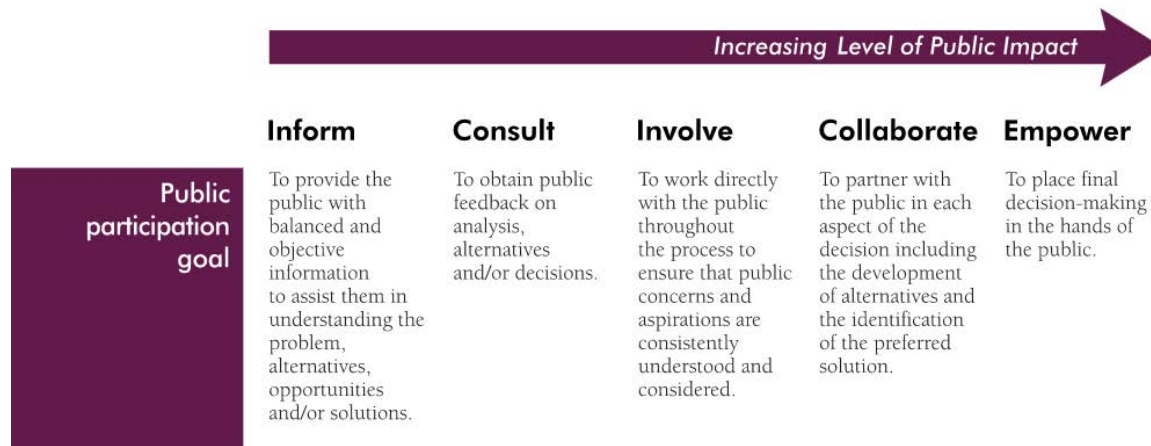 Increasing Level of Public Impact
Inform
Consult
Involve
Collaborate
Empower
Public
participation
goal
To provide the
public with
balanced and
objective
information
to assist them in
understanding the
problem,
alternatives,
opportunities
and/or solutions.
To obtain public
feedback on
analysis,
alternatives
and/or decisions.
To work directly
with the public
throughout
the process to
ensure that public
concerns and
aspirations are
consistently
understood and
considered.
To partner with
the public in each
aspect of the
decision including
the development
of alternatives and
the identification
of the preferred
solution.
To place final
decision-making
in the hands of
the public.